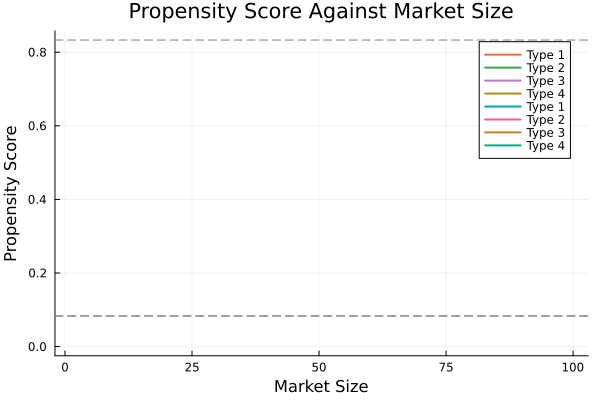 Propensity Score Against Market Size
Propensity Score
0.8
0.6
0.4
0.2
0.0
Type 1
Type 2
Type 3
Type 4
Type 1
Type 2
Type 3
Type 4
0 25 50 75 100
Market Size